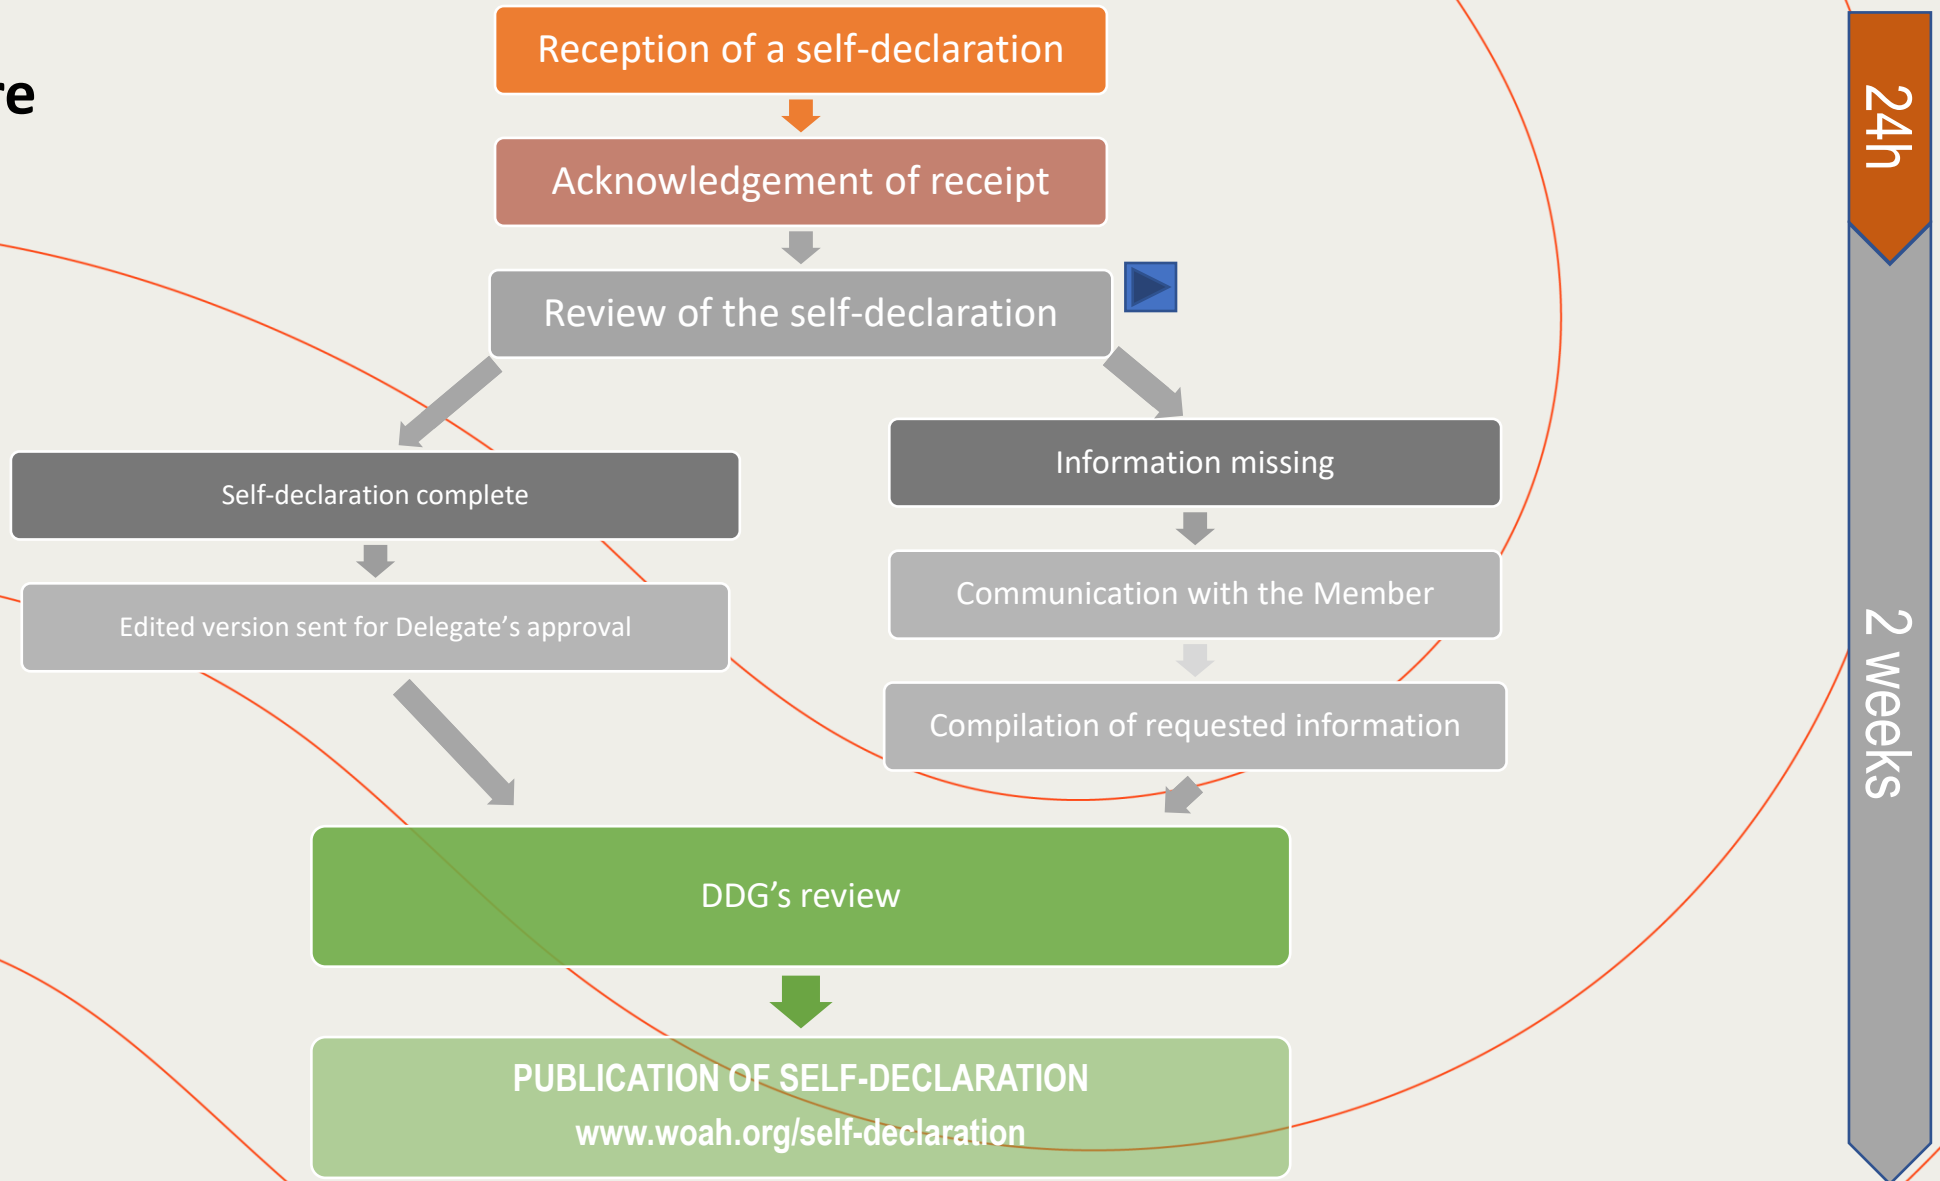 re
Reception of a self-declaration
Acknowledgement of receipt
Review of the self-declaration
Self-declaration complete
Edited version sent for Delegate’s approval
Information missing
Communication with the Member
Compilation of requested information
DDG’s review
PUBLICATION OF SELF-DECLARATION
www.woah.org/self-declaration
24h
2 weeks